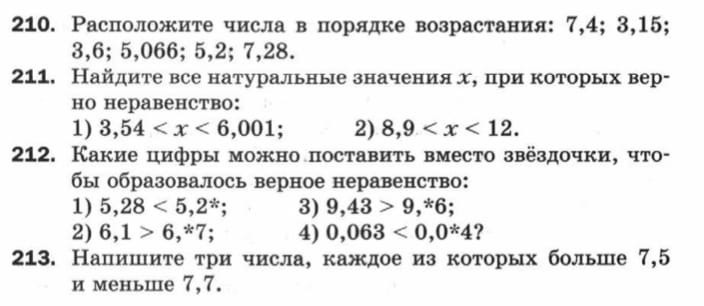 210. Расположите числа в порядке возрастания: 7,4; 3,15;
3,6; 5,066; 5,2; 7,28.
211. Найдите все натуральные значения x, при которых вер-
но неравенство:
1) 3,54 < x < 6,001; 2) 8,9 < x < 12.
212. Какие цифры можно поставить вместо звёздочки, что-
бы образовалось верное неравенство:
1) 5,28 < 5,2*; 3) 9,43 > 9,*6;
2) 6,1 > 6,*7; 4) 0,063 < 0,0*4?
213. Напишите три числа, каждое из которых больше 7,5
и меньше 7,7.